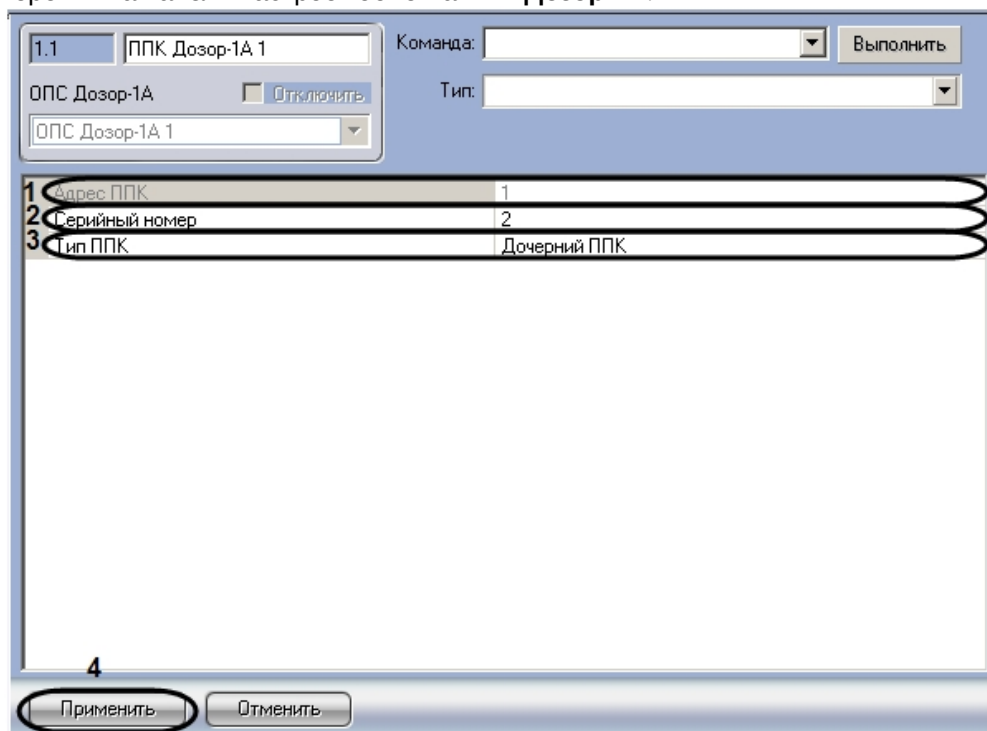 1.1 ППК Дозор-1А 1 Команда: Выполнить
ОПС Дозор-1А Отключить Тип:
ОПС Дозор-1А 1
1 Адрес ППК 1
2 Серийный номер 2
3 Тип ППК Дочерний ППК
4
Применить Отменить